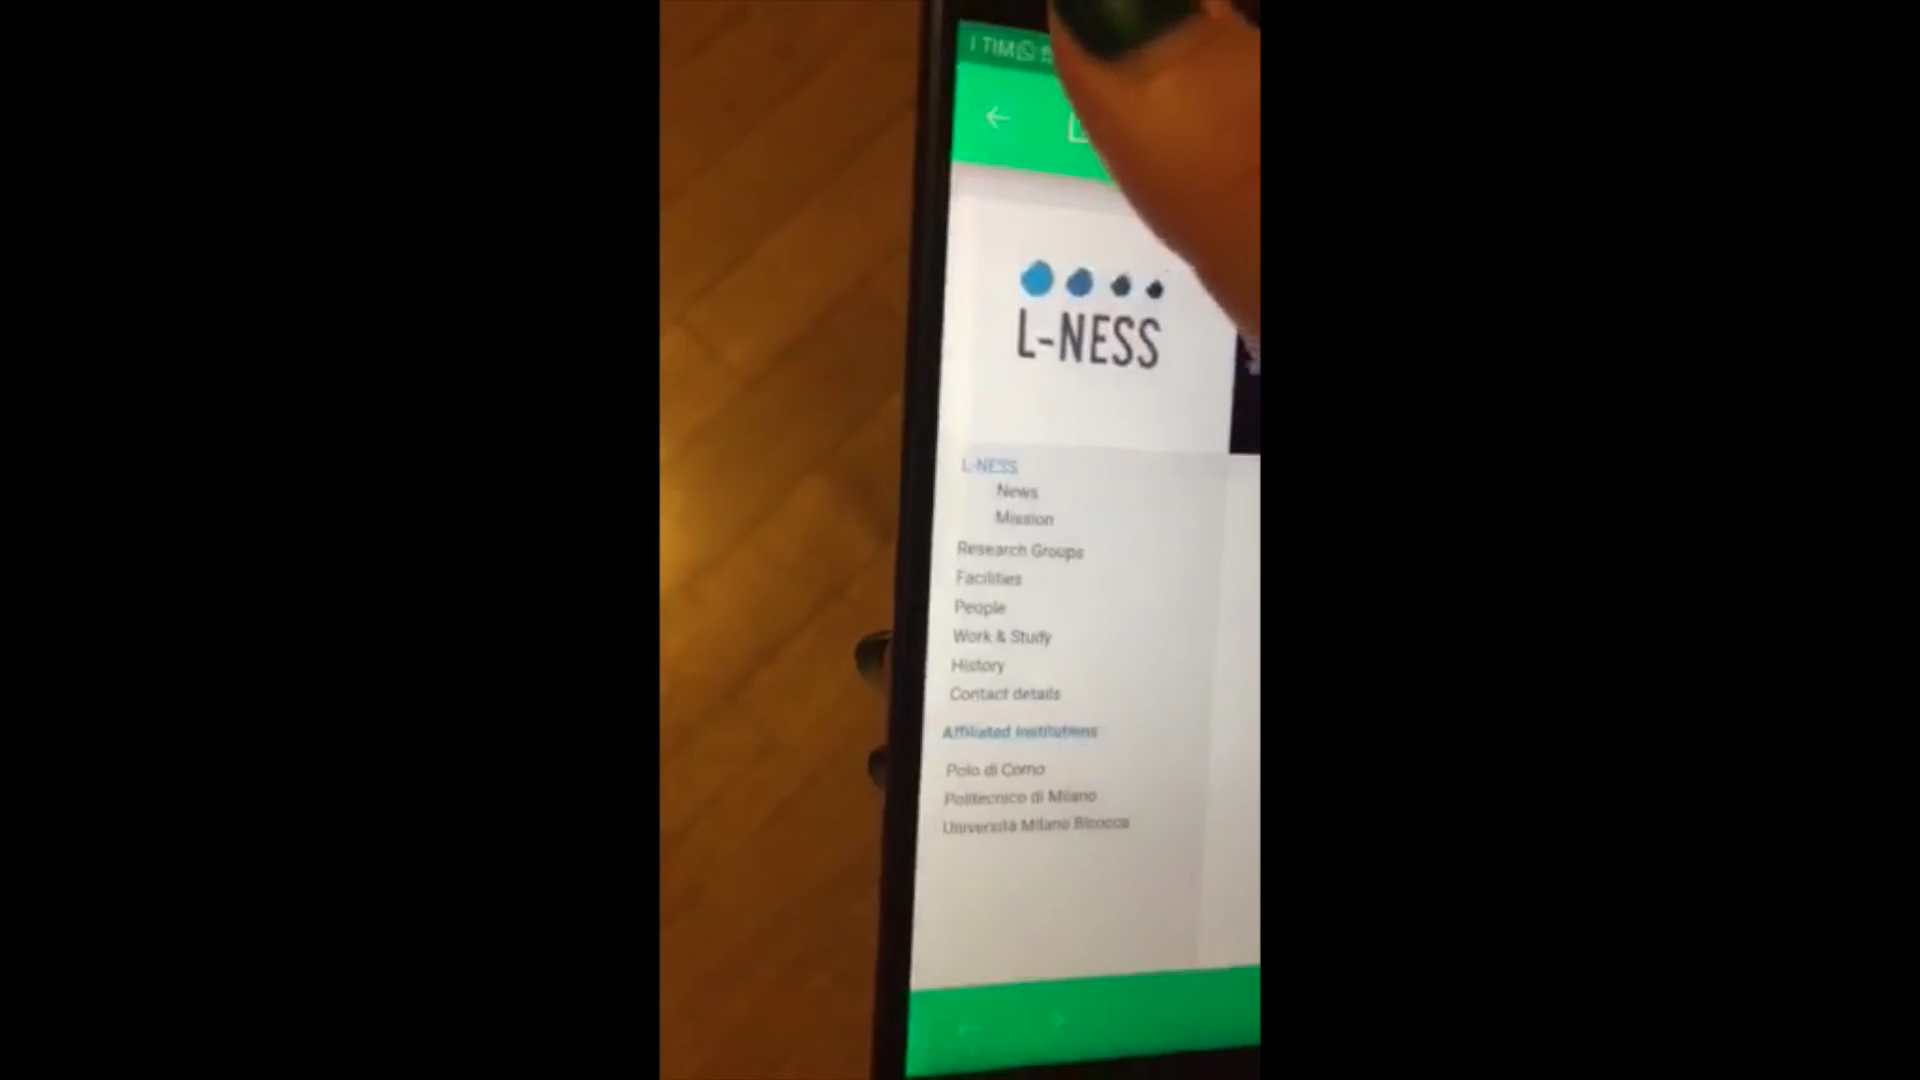 I TIM
L-NESS
L-NESS
News
Mission
Research Groups
Facilities
People
Work & Study
History
Contact details
Affiliated Institutions
Polo di Como
Politecnico di Milano
Università Milano Bicocca